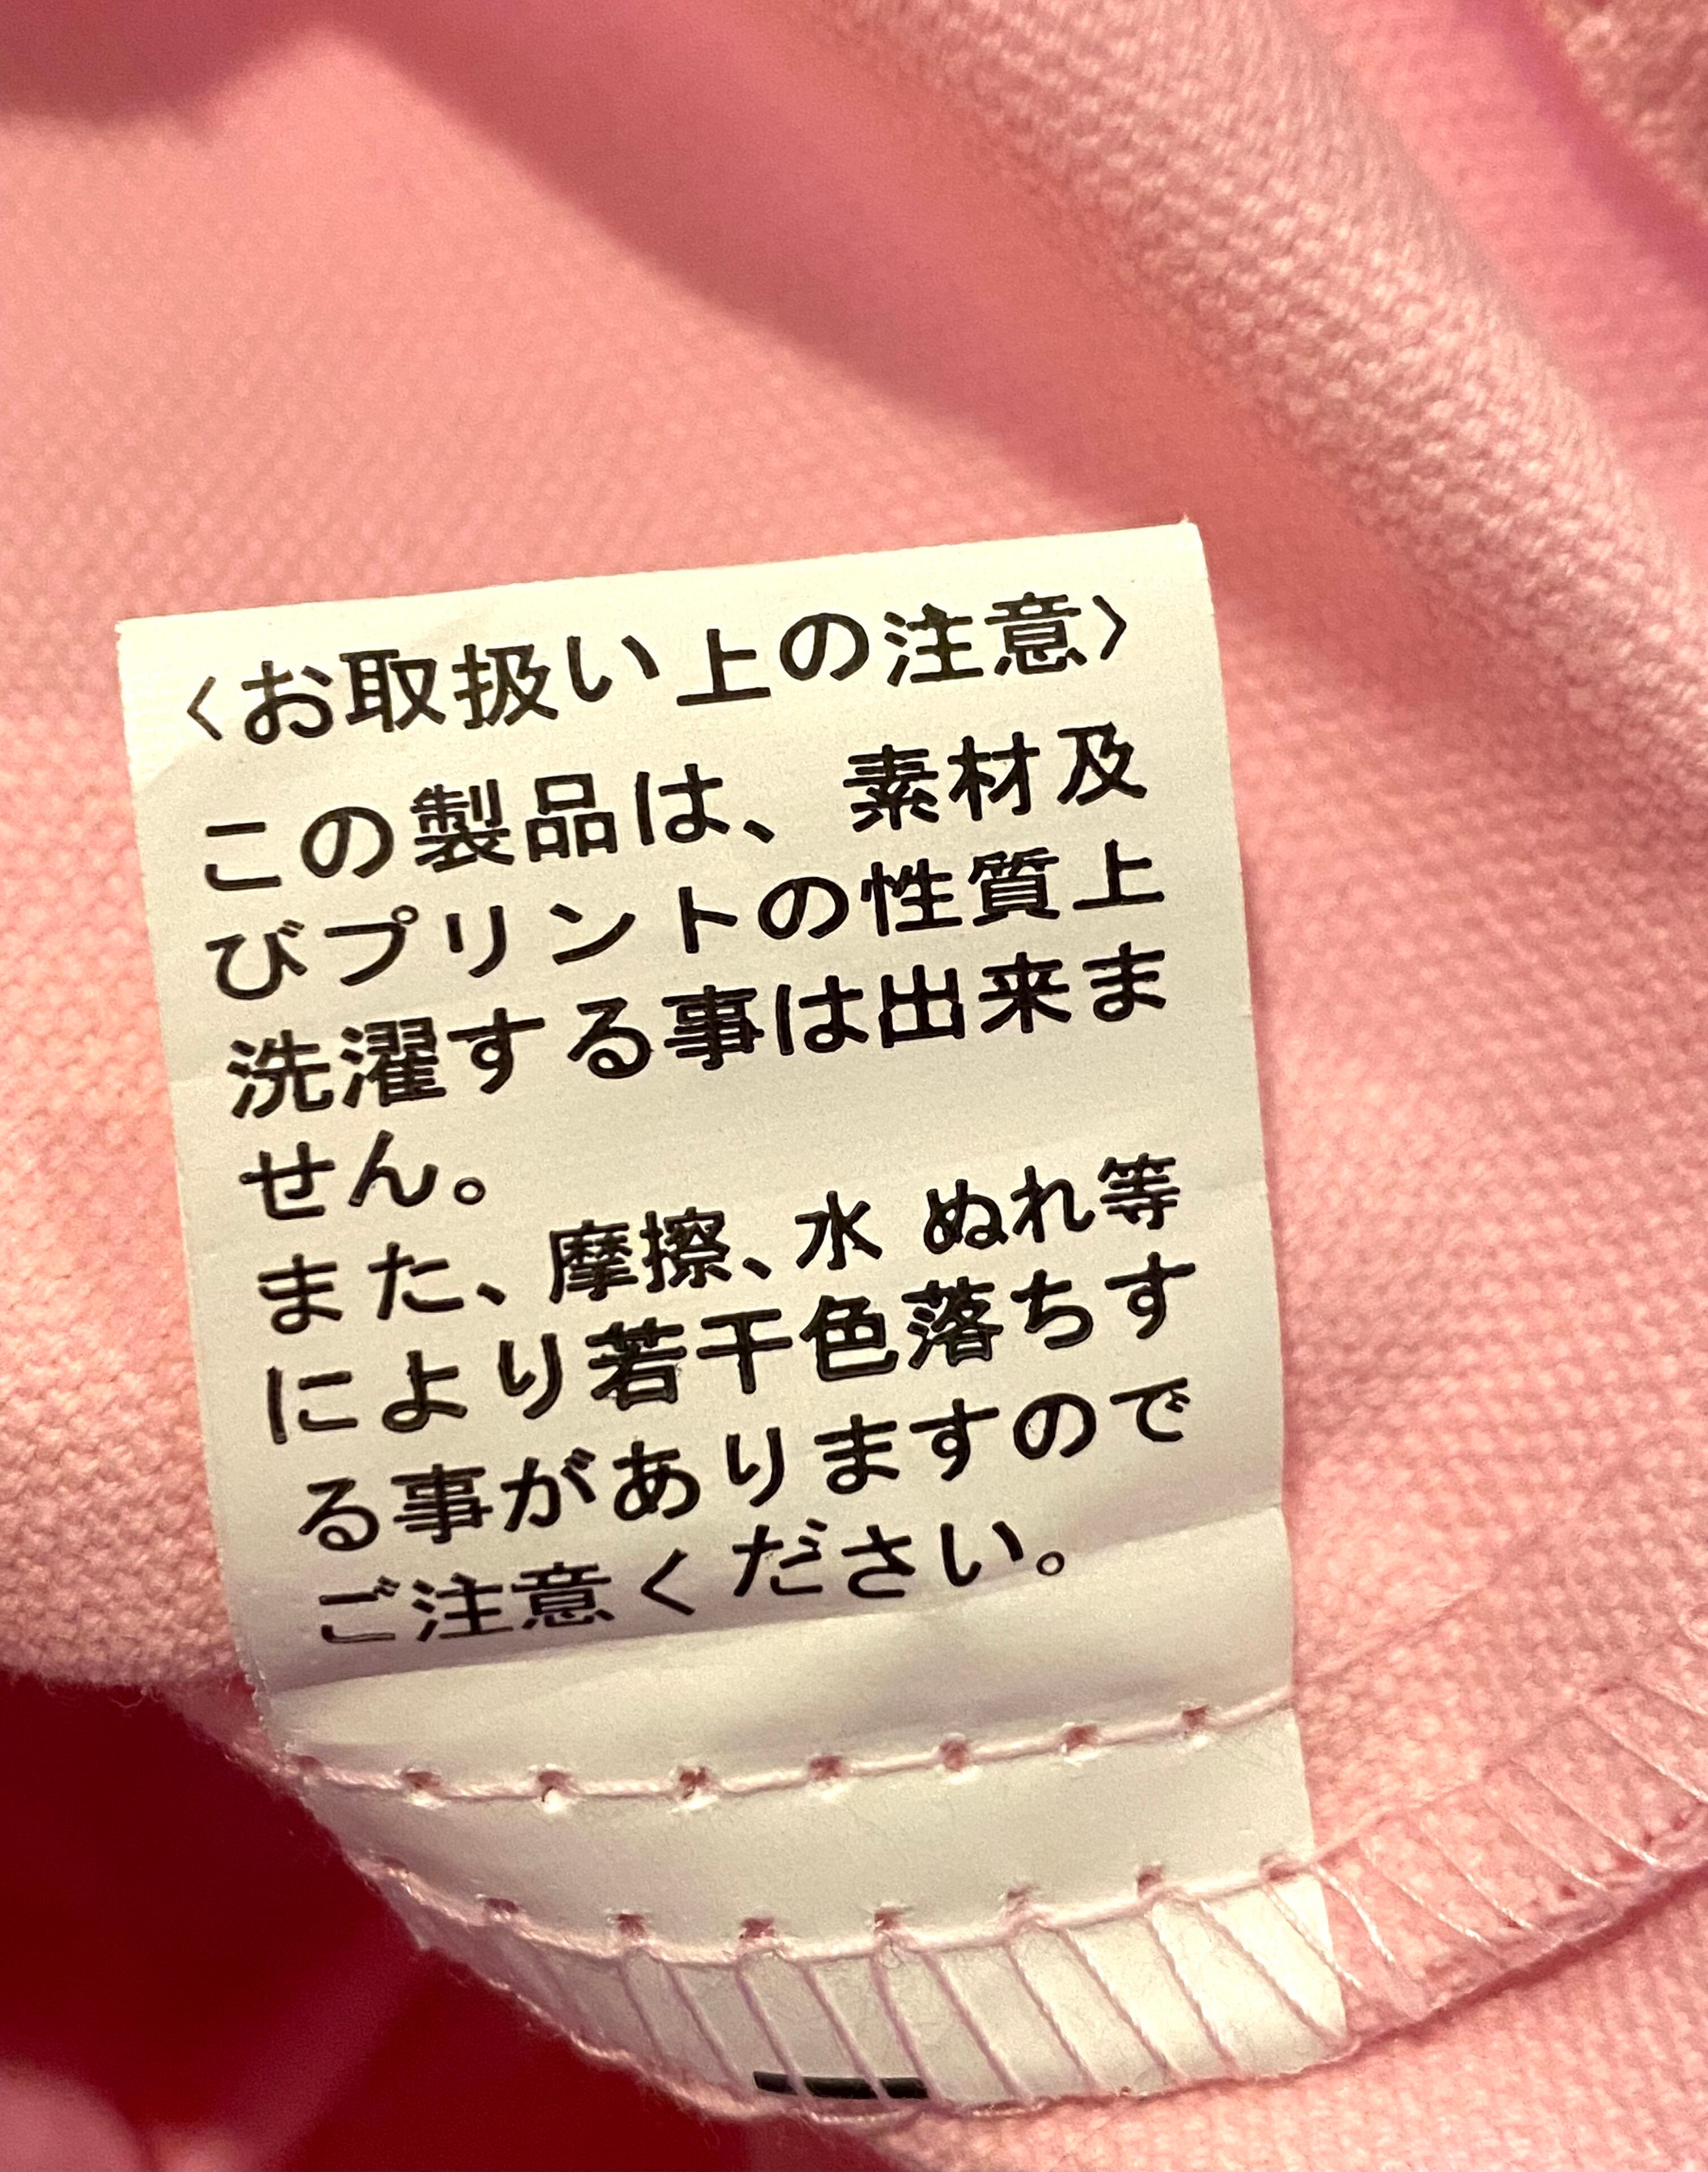 〈お取扱い上の注意〉
この製品は、素材及
びプリントの性質上
洗濯する事は出来ま
せん。
また、摩擦、水 ぬれ等
により若干色落ちす
る事がありますので
ご注意ください。